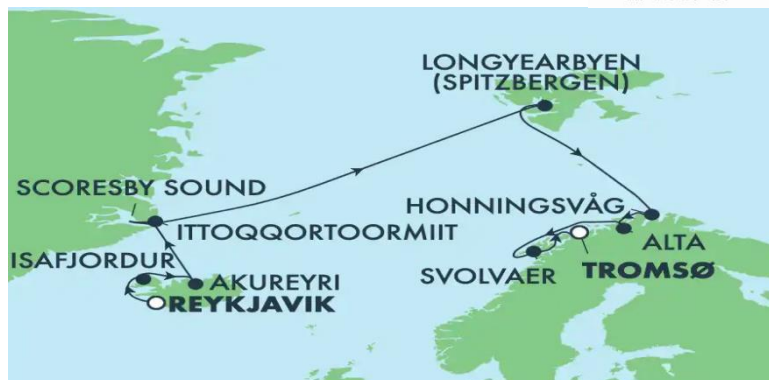 LONGYEARBYEN
(SPITZBERGEN)
SCORESBY SOUND
HONNINGSVÅG
ITTOQQORTOORMIIT
ALTA
ISAFJORDUR
SVOLVAER
TROMSØ
AKUREYRI
REYKJAVIK